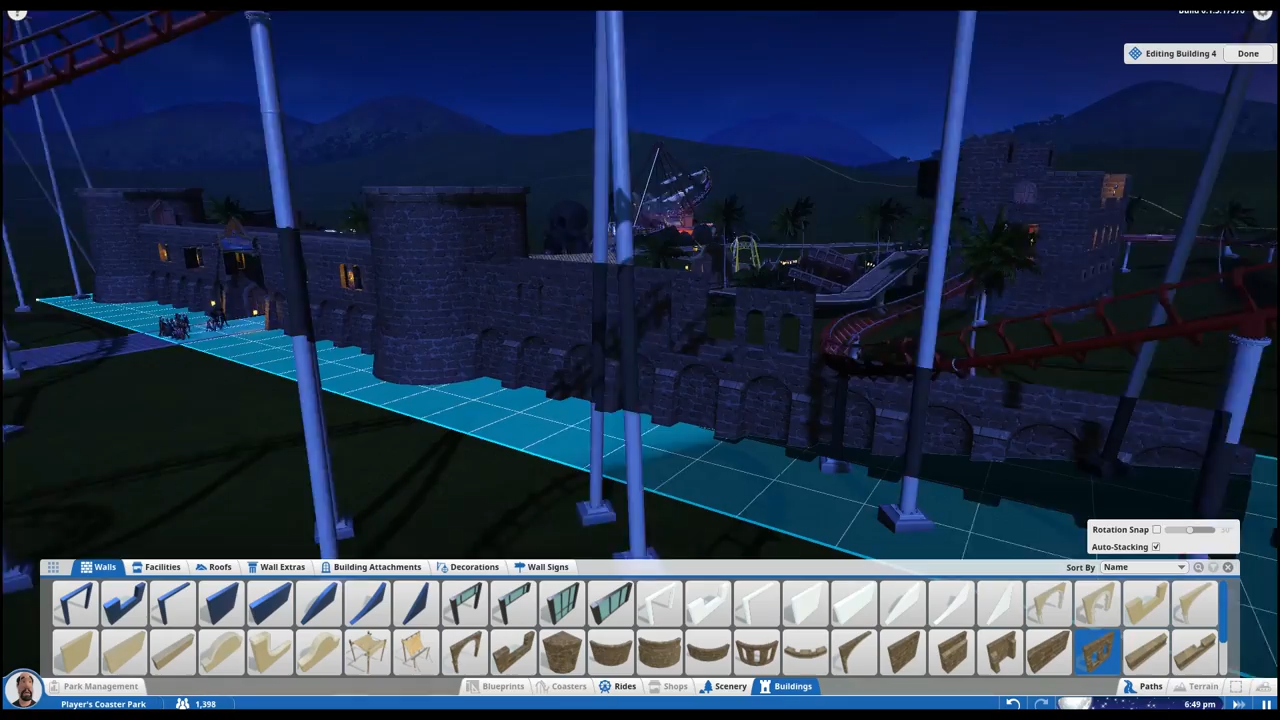 Editing Building 4 Done
Rotation Snap
Auto-Stacking
Walls Facilities Roofs Wall Extras Building Attachments Decorations Wall Signs Sort By Name
Park Management Blueprints Coasters Rides Shops Scenery Buildings Paths Terrain
Player's Coaster Park 1,398 6:49 pm